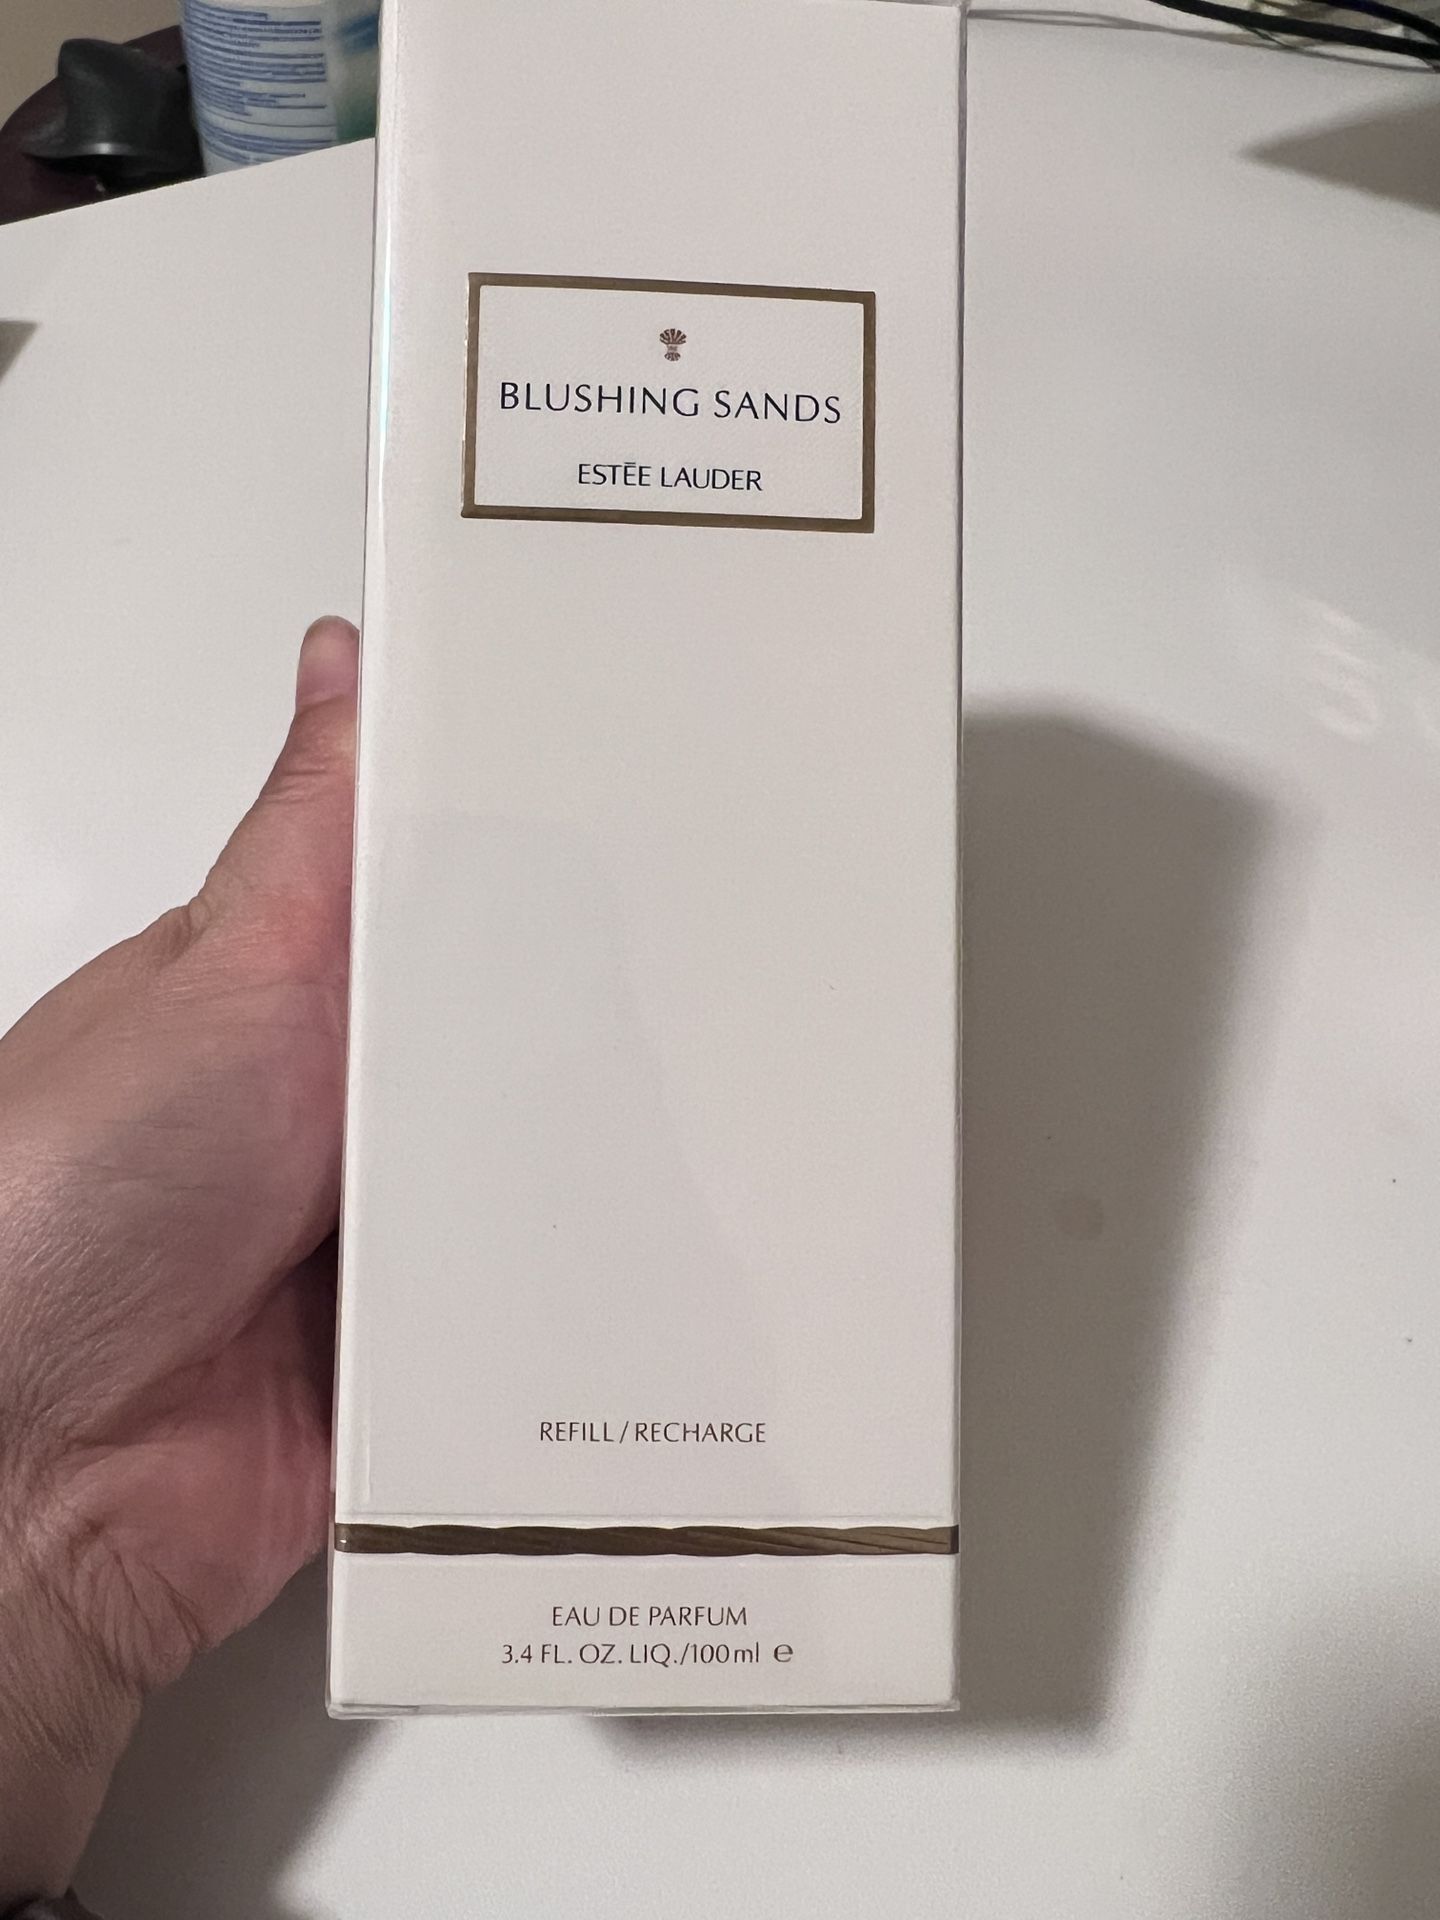 BLUSHING SANDS
ESTĒE LAUDER
REFILL/RECHARGE
EAU DE PARFUM
3.4 FL. OZ. LIQ./100ml ℮